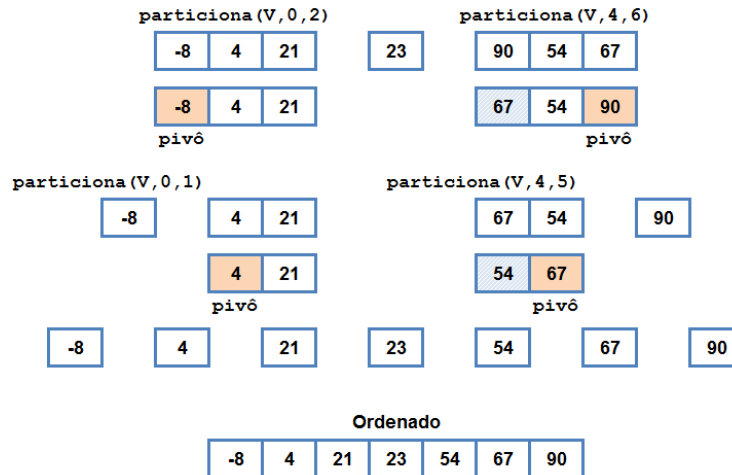 particiona(V,0,2) particiona(V,4,6)
-8 4 21 23 90 54 67
-8 4 21 67 54 90
pivô pivô
particiona(V,0,1) particiona(V,4,5)
-8 4 21 67 54 90
4 21 54 67
pivô pivô
-8 4 21 23 54 67 90
Ordenado
-8 4 21 23 54 67 90